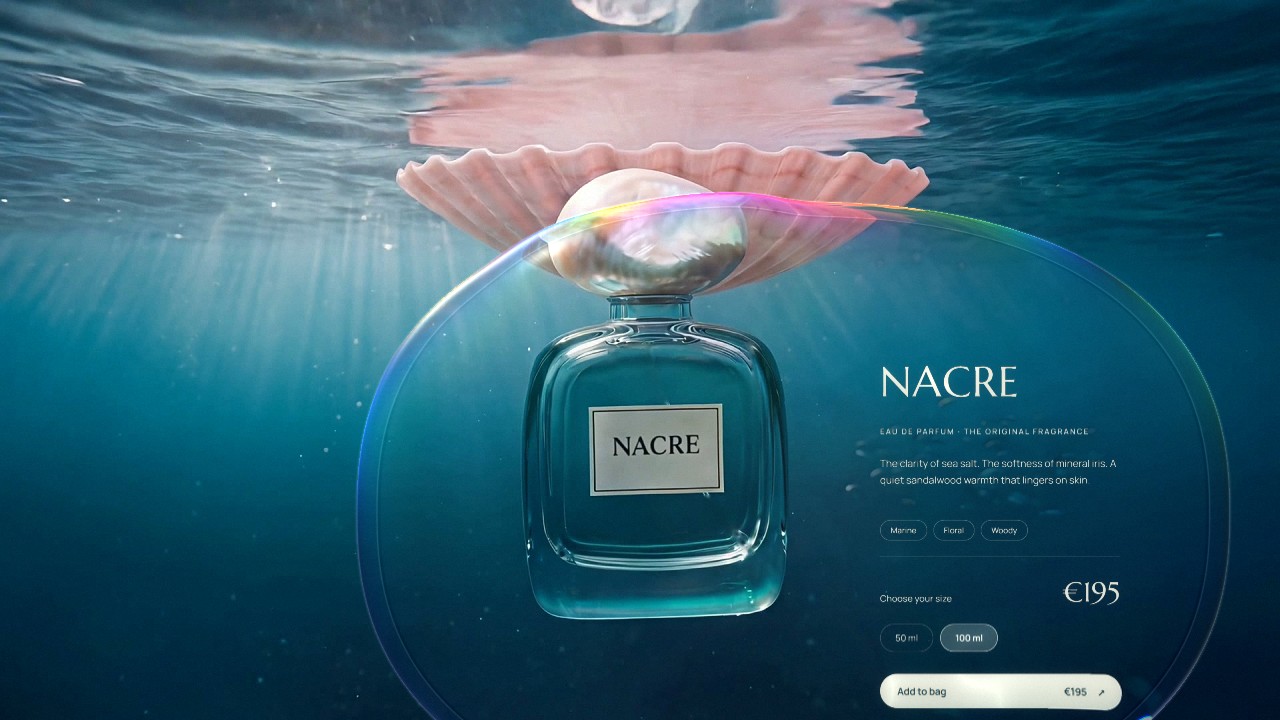 NACRE
NACRE
EAU DE PARFUM · THE ORIGINAL FRAGRANCE
The clarity of sea salt. The softness of mineral iris. A
quiet sandalwood warmth that lingers on skin.
Marine Floral Woody
Choose your size €195
50 ml 100 ml
Add to bag €195 ↗